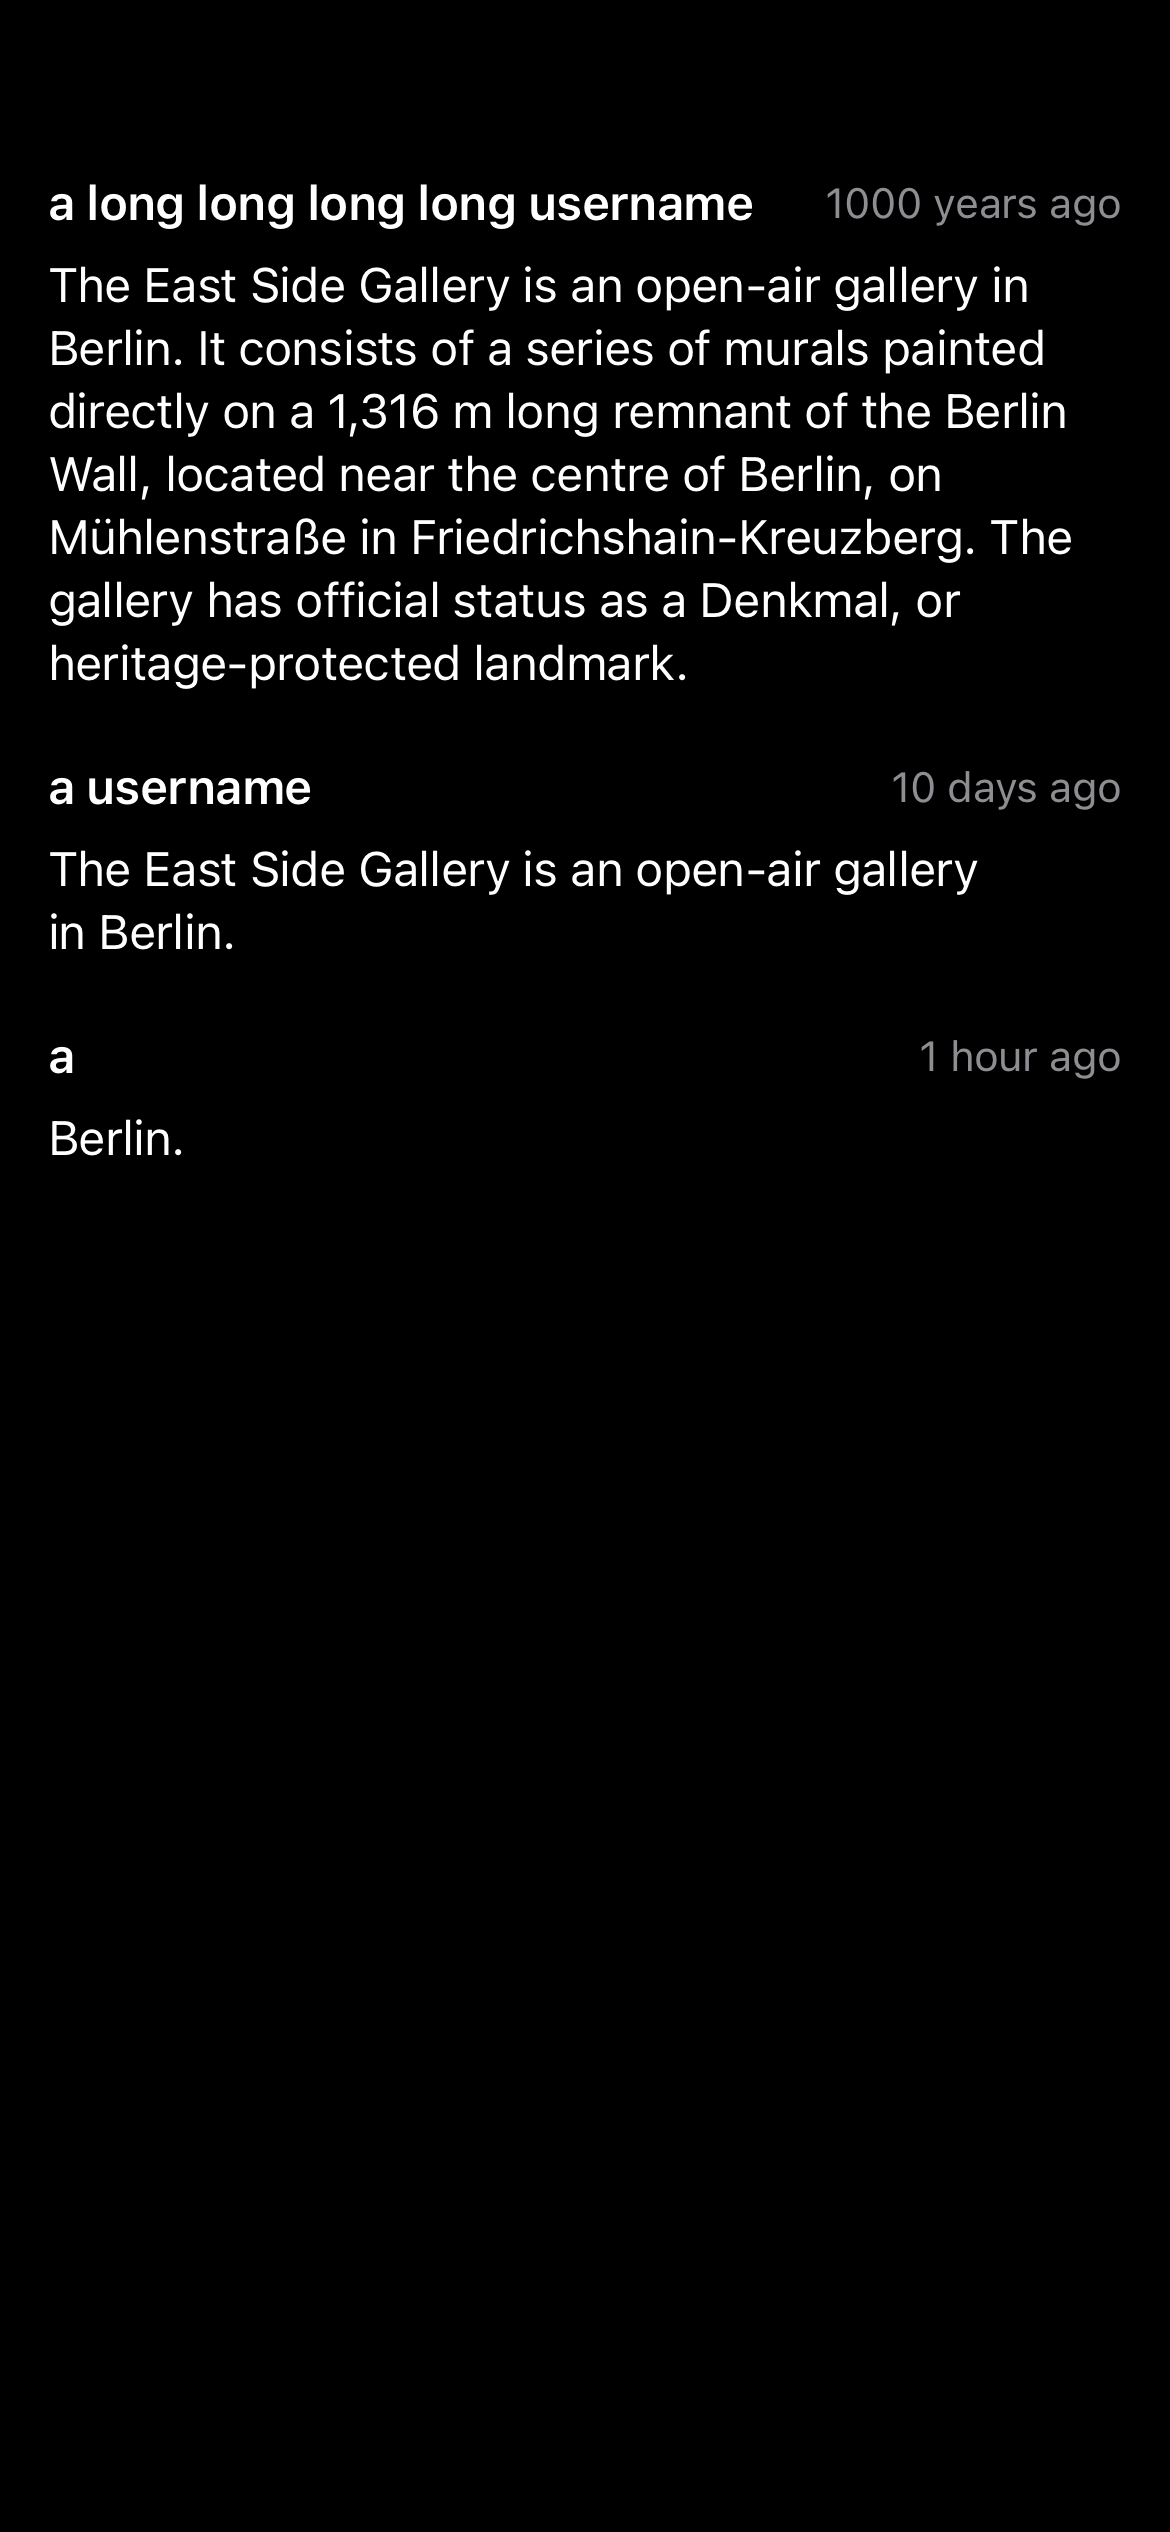 a long long long long username 1000 years ago
The East Side Gallery is an open-air gallery in
Berlin. It consists of a series of murals painted
directly on a 1,316 m long remnant of the Berlin
Wall, located near the centre of Berlin, on
Mühlenstraße in Friedrichshain-Kreuzberg. The
gallery has official status as a Denkmal, or
heritage-protected landmark.
a username 10 days ago
The East Side Gallery is an open-air gallery
in Berlin.
a 1 hour ago
Berlin.